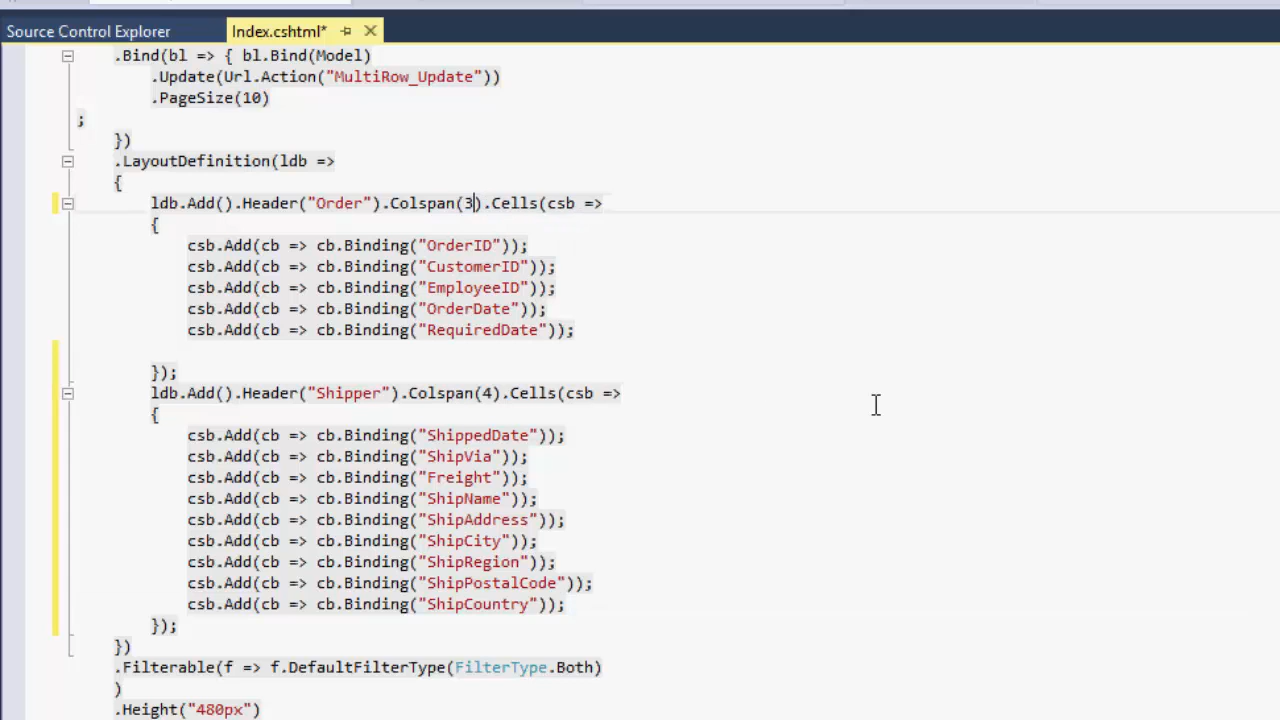 Source Control Explorer Index.cshtml*
.Bind(bl => { bl.Bind(Model)
.Update(Url.Action("MultiRow_Update"))
.PageSize(10)
;
})
.LayoutDefinition(ldb =>
{
ldb.Add().Header("Order").Colspan(3).Cells(csb =>
{
csb.Add(cb => cb.Binding("OrderID"));
csb.Add(cb => cb.Binding("CustomerID"));
csb.Add(cb => cb.Binding("EmployeeID"));
csb.Add(cb => cb.Binding("OrderDate"));
csb.Add(cb => cb.Binding("RequiredDate"));
});
ldb.Add().Header("Shipper").Colspan(4).Cells(csb =>
{
csb.Add(cb => cb.Binding("ShippedDate"));
csb.Add(cb => cb.Binding("ShipVia"));
csb.Add(cb => cb.Binding("Freight"));
csb.Add(cb => cb.Binding("ShipName"));
csb.Add(cb => cb.Binding("ShipAddress"));
csb.Add(cb => cb.Binding("ShipCity"));
csb.Add(cb => cb.Binding("ShipRegion"));
csb.Add(cb => cb.Binding("ShipPostalCode"));
csb.Add(cb => cb.Binding("ShipCountry"));
});
})
.Filterable(f => f.DefaultFilterType(FilterType.Both)
)
.Height("480px")